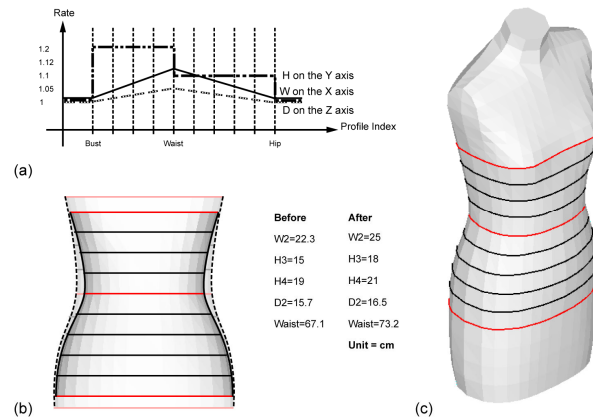 Rate
1.2
1.12
1.1
1.05
1
H on the Y axis
W on the X axis
D on the Z axis
Profile Index
Bust
Waist
Hip
(a)
Before After
W2=22.3 W2=25
H3=15 H3=18
H4=19 H4=21
D2=15.7 D2=16.5
Waist=67.1 Waist=73.2
Unit = cm
(b)
(c)